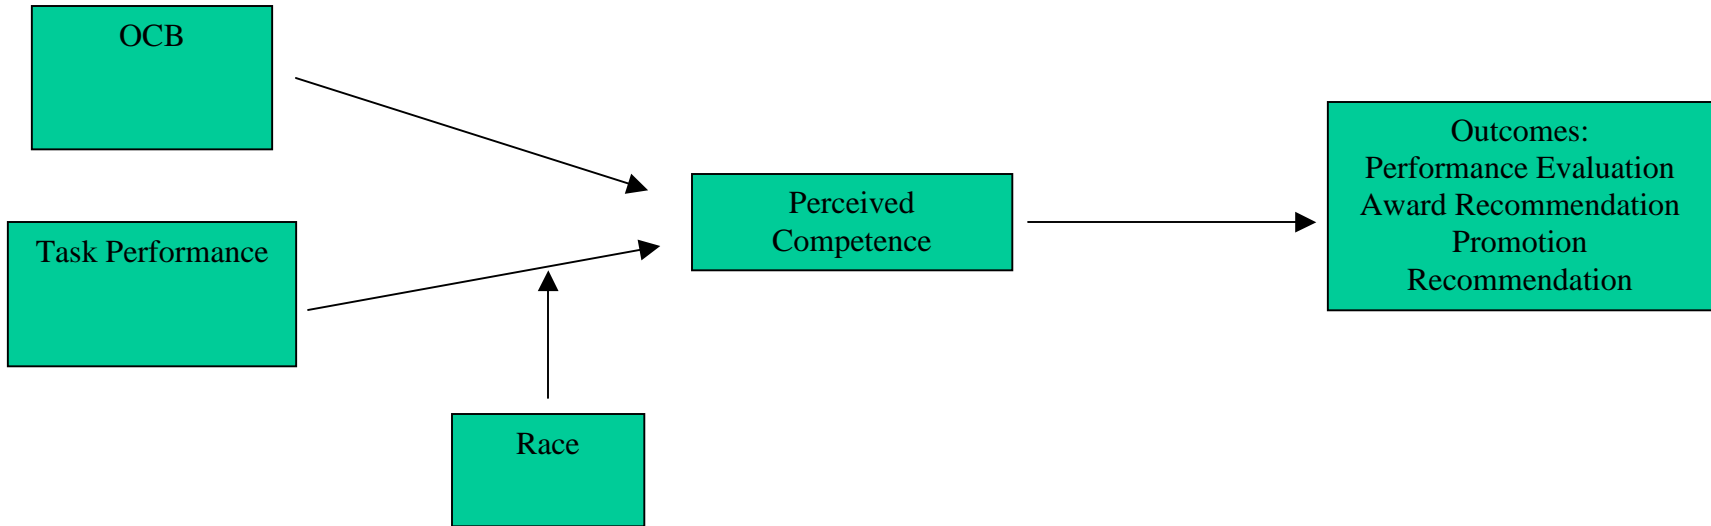 OCB
Task Performance
Race
Perceived
Competence
Outcomes:
Performance Evaluation
Award Recommendation
Promotion
Recommendation